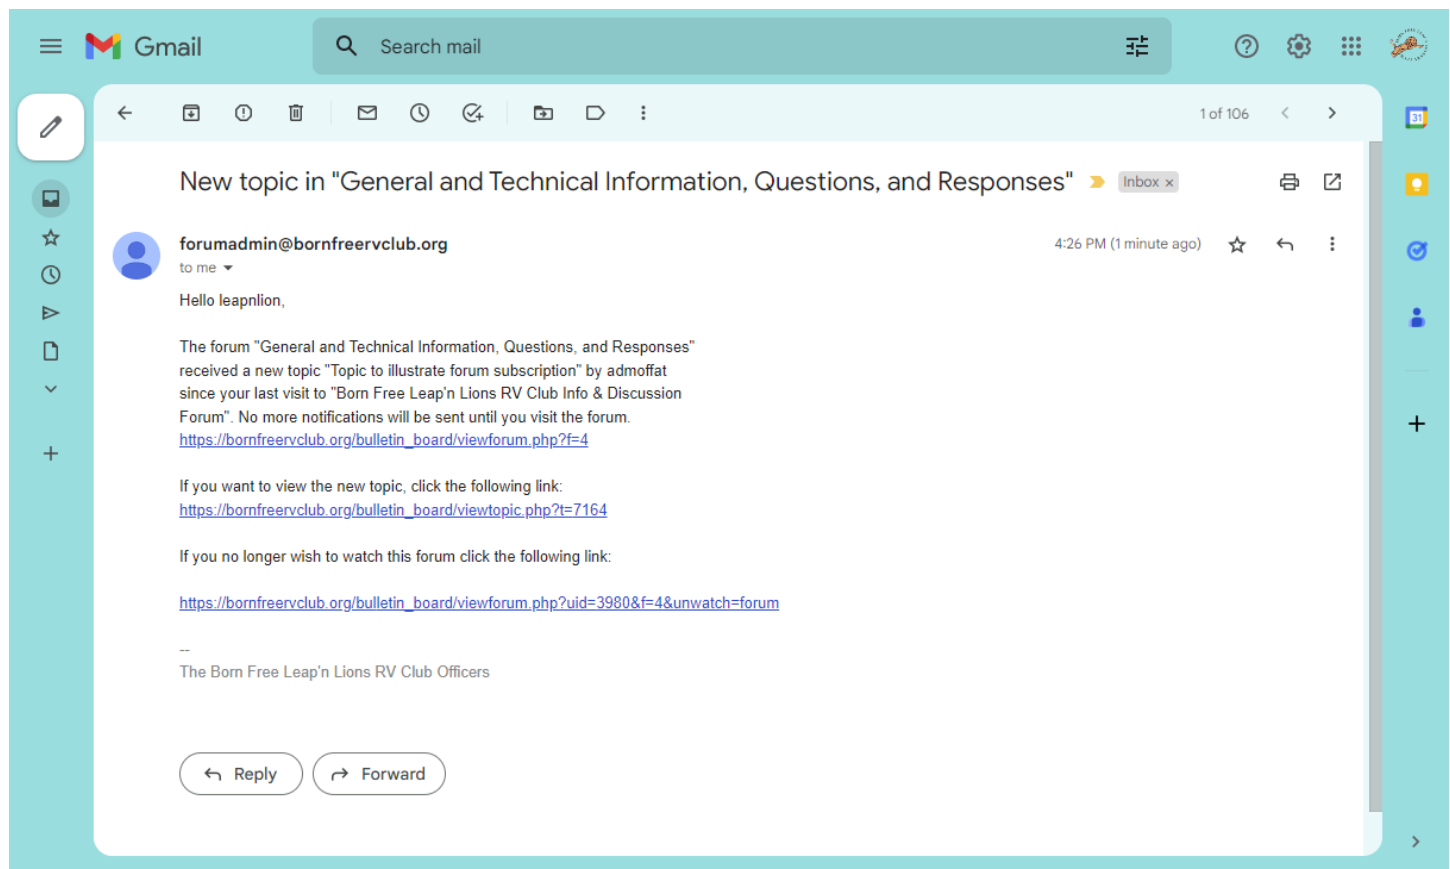 Gmail
Search mail
1 of 106
31
New topic in "General and Technical Information, Questions, and Responses"
Inbox ×
forumadmin@bornfreervclub.org
4:26 PM (1 minute ago)
to me
Hello leapnlion,
The forum "General and Technical Information, Questions, and Responses"
received a new topic "Topic to illustrate forum subscription" by admoffat
since your last visit to "Born Free Leap'n Lions RV Club Info & Discussion
Forum". No more notifications will be sent until you visit the forum.
https://bornfreervclub.org/bulletin_board/viewforum.php?f=4
If you want to view the new topic, click the following link:
https://bornfreervclub.org/bulletin_board/viewtopic.php?t=7164
If you no longer wish to watch this forum click the following link:
https://bornfreervclub.org/bulletin_board/viewforum.php?uid=3980&f=4&unwatch=forum
--
The Born Free Leap'n Lions RV Club Officers
Reply
Forward